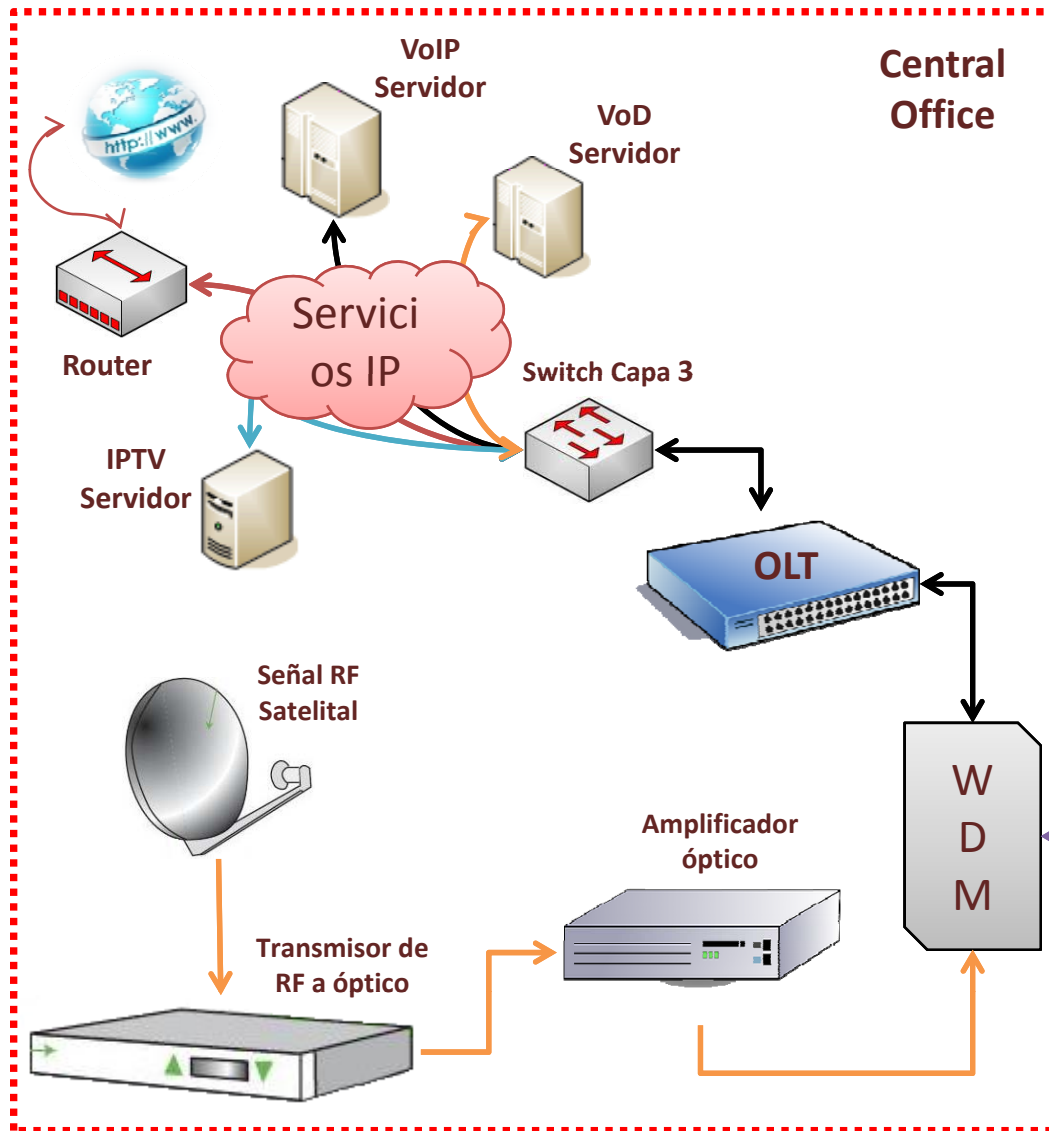 VoIP
Servidor
Central
Office
VoD
Servidor
http://www.
Servici
os IP
Router
Switch Capa 3
IPTV
Servidor
OLT
Señal RF
Satelital
W
D
M
Amplificador
óptico
Transmisor de
RF a óptico